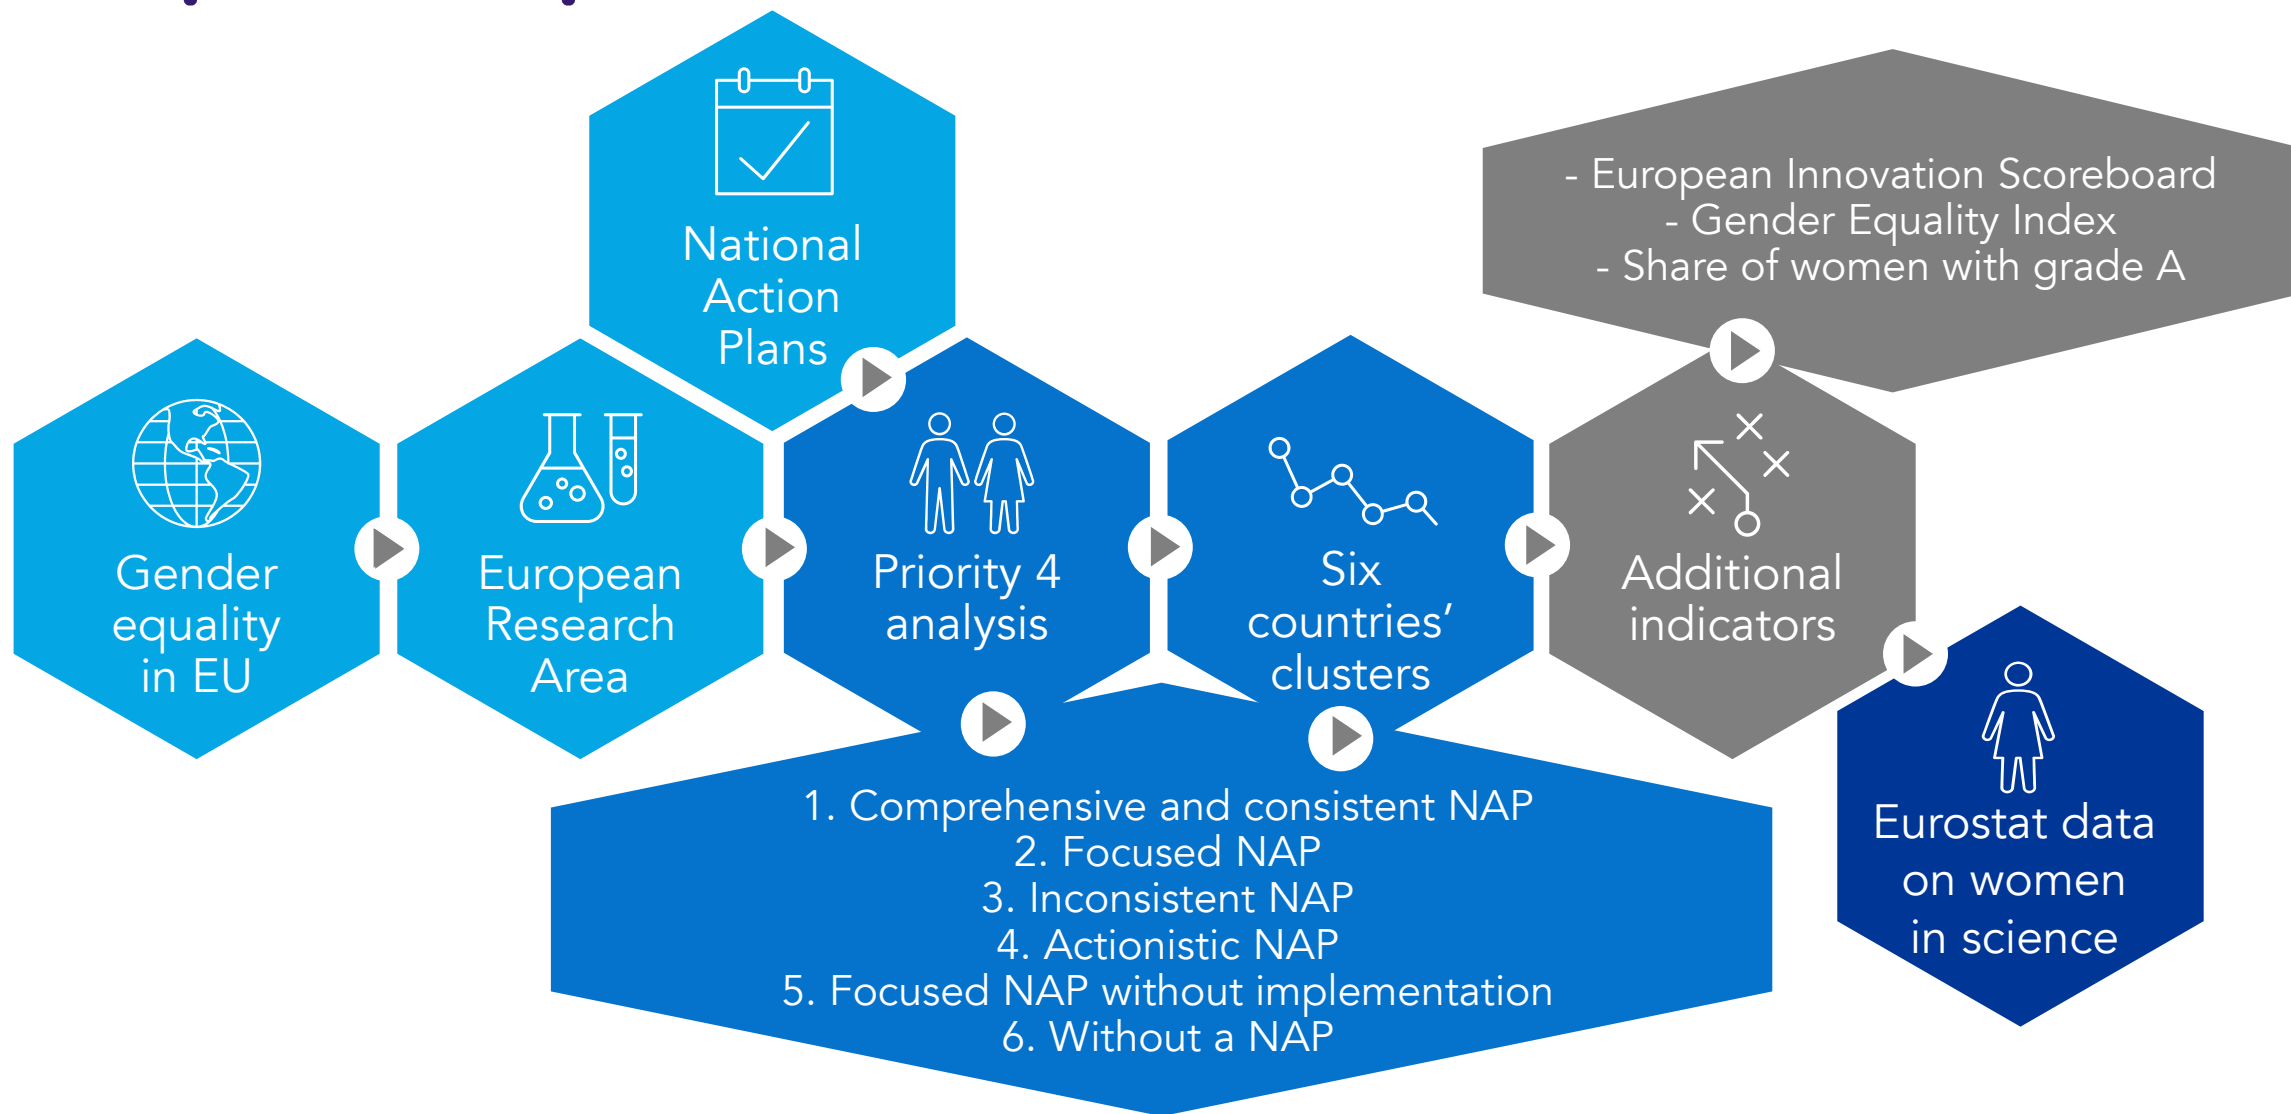 National
Action
Plans
- European Innovation Scoreboard
- Gender Equality Index
- Share of women with grade A
Gender
equality
in EU
European
Research
Area
Priority 4
analysis
Six
countries’
clusters
Additional
indicators
1. Comprehensive and consistent NAP
2. Focused NAP
3. Inconsistent NAP
4. Actionistic NAP
5. Focused NAP without implementation
6. Without a NAP
Eurostat data
on women
in science